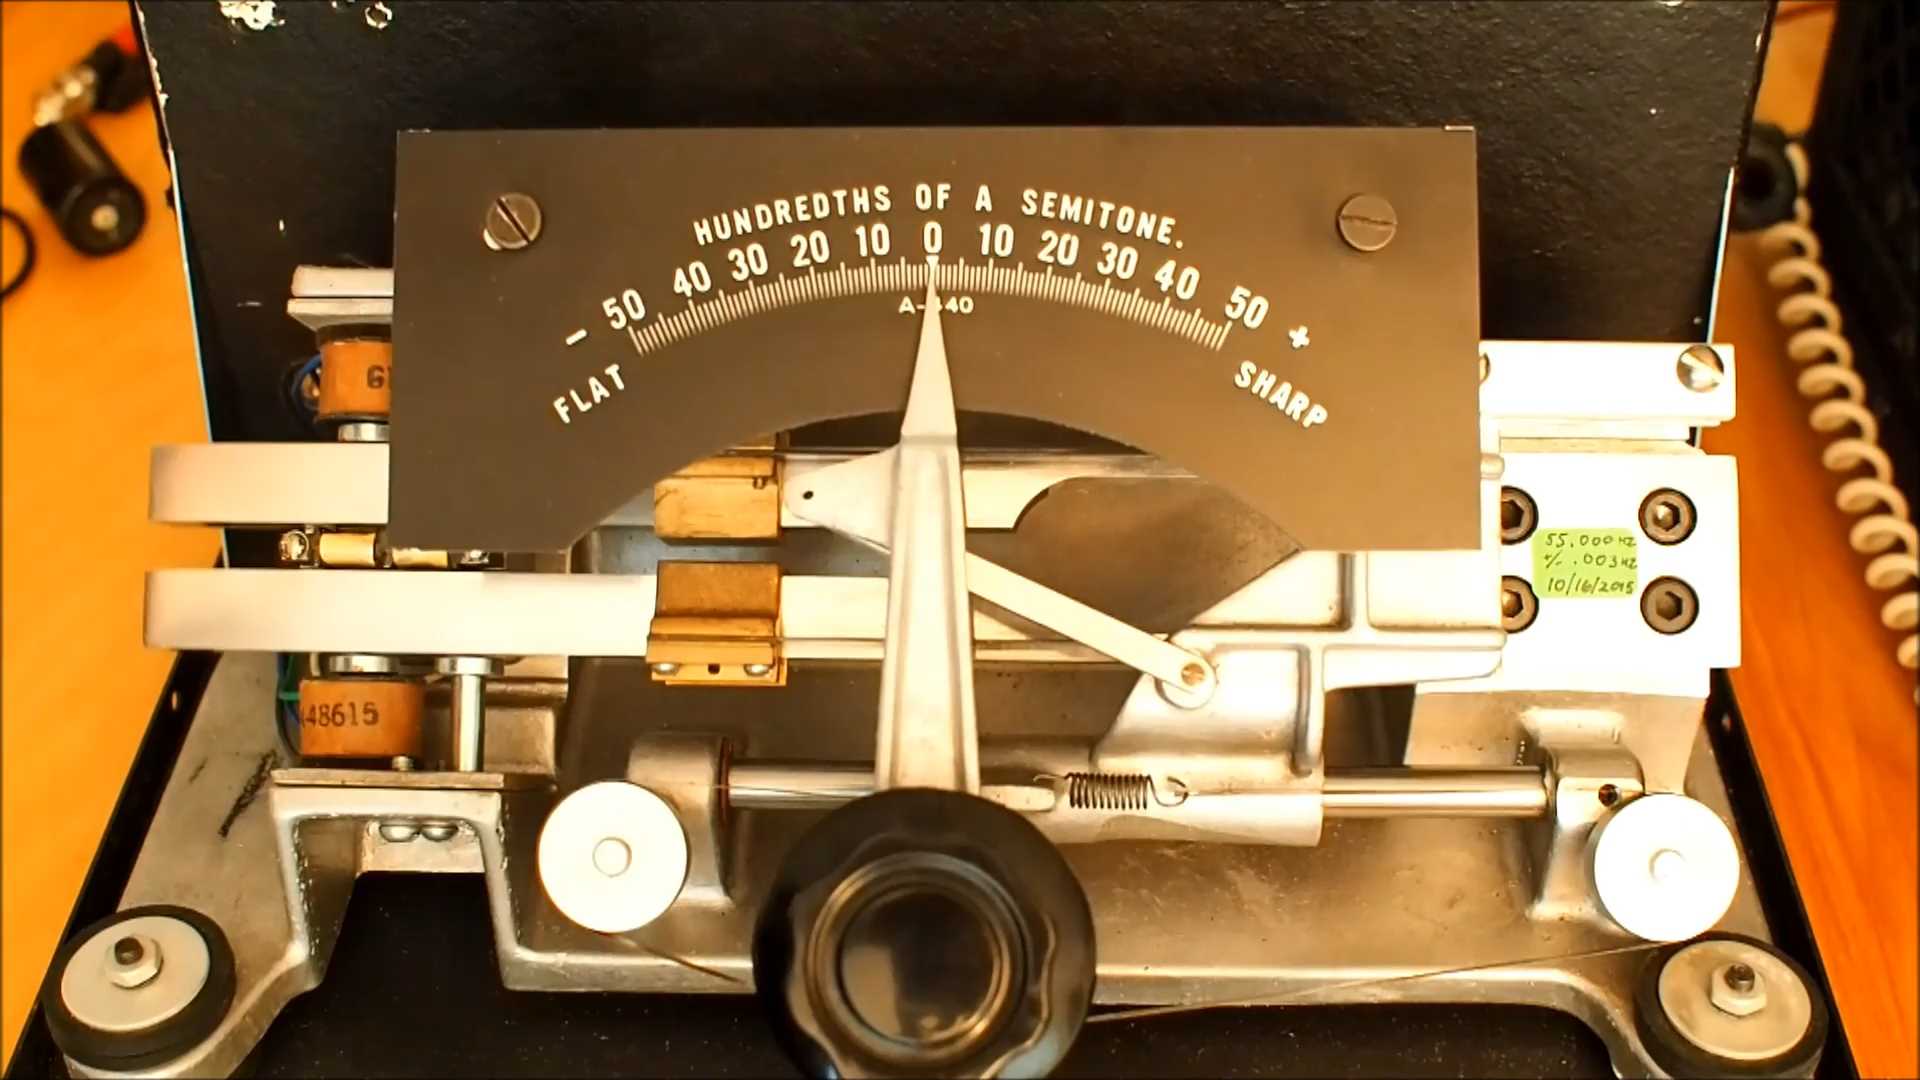 HUNDREDTHS OF A SEMITONE.
- 50 40 30 20 10 0 10 20 30 40 50 +
A-440
FLAT SHARP
55.000 HZ
+/- .003 HZ
10/16/2015
48615